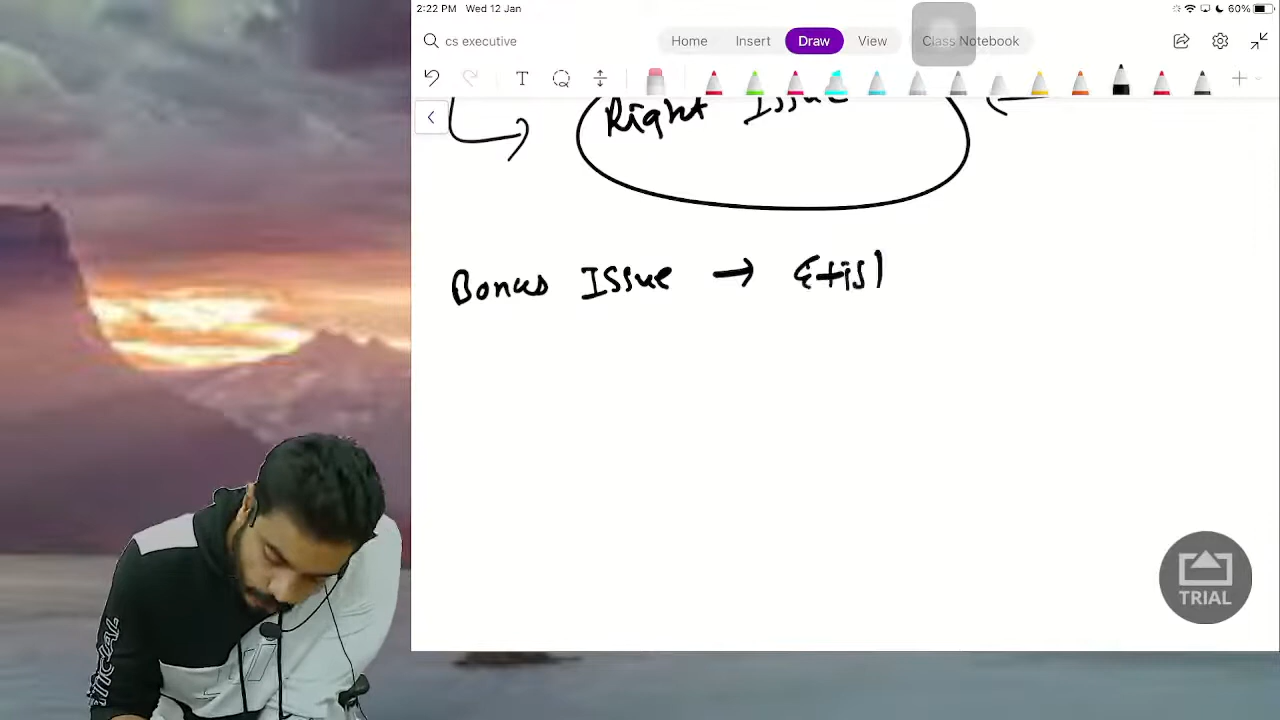 2:22 PM Wed 12 Jan
60%
cs executive
Home Insert Draw View Class Notebook
T
Right Issue
Bonus Issue →
TRIAL